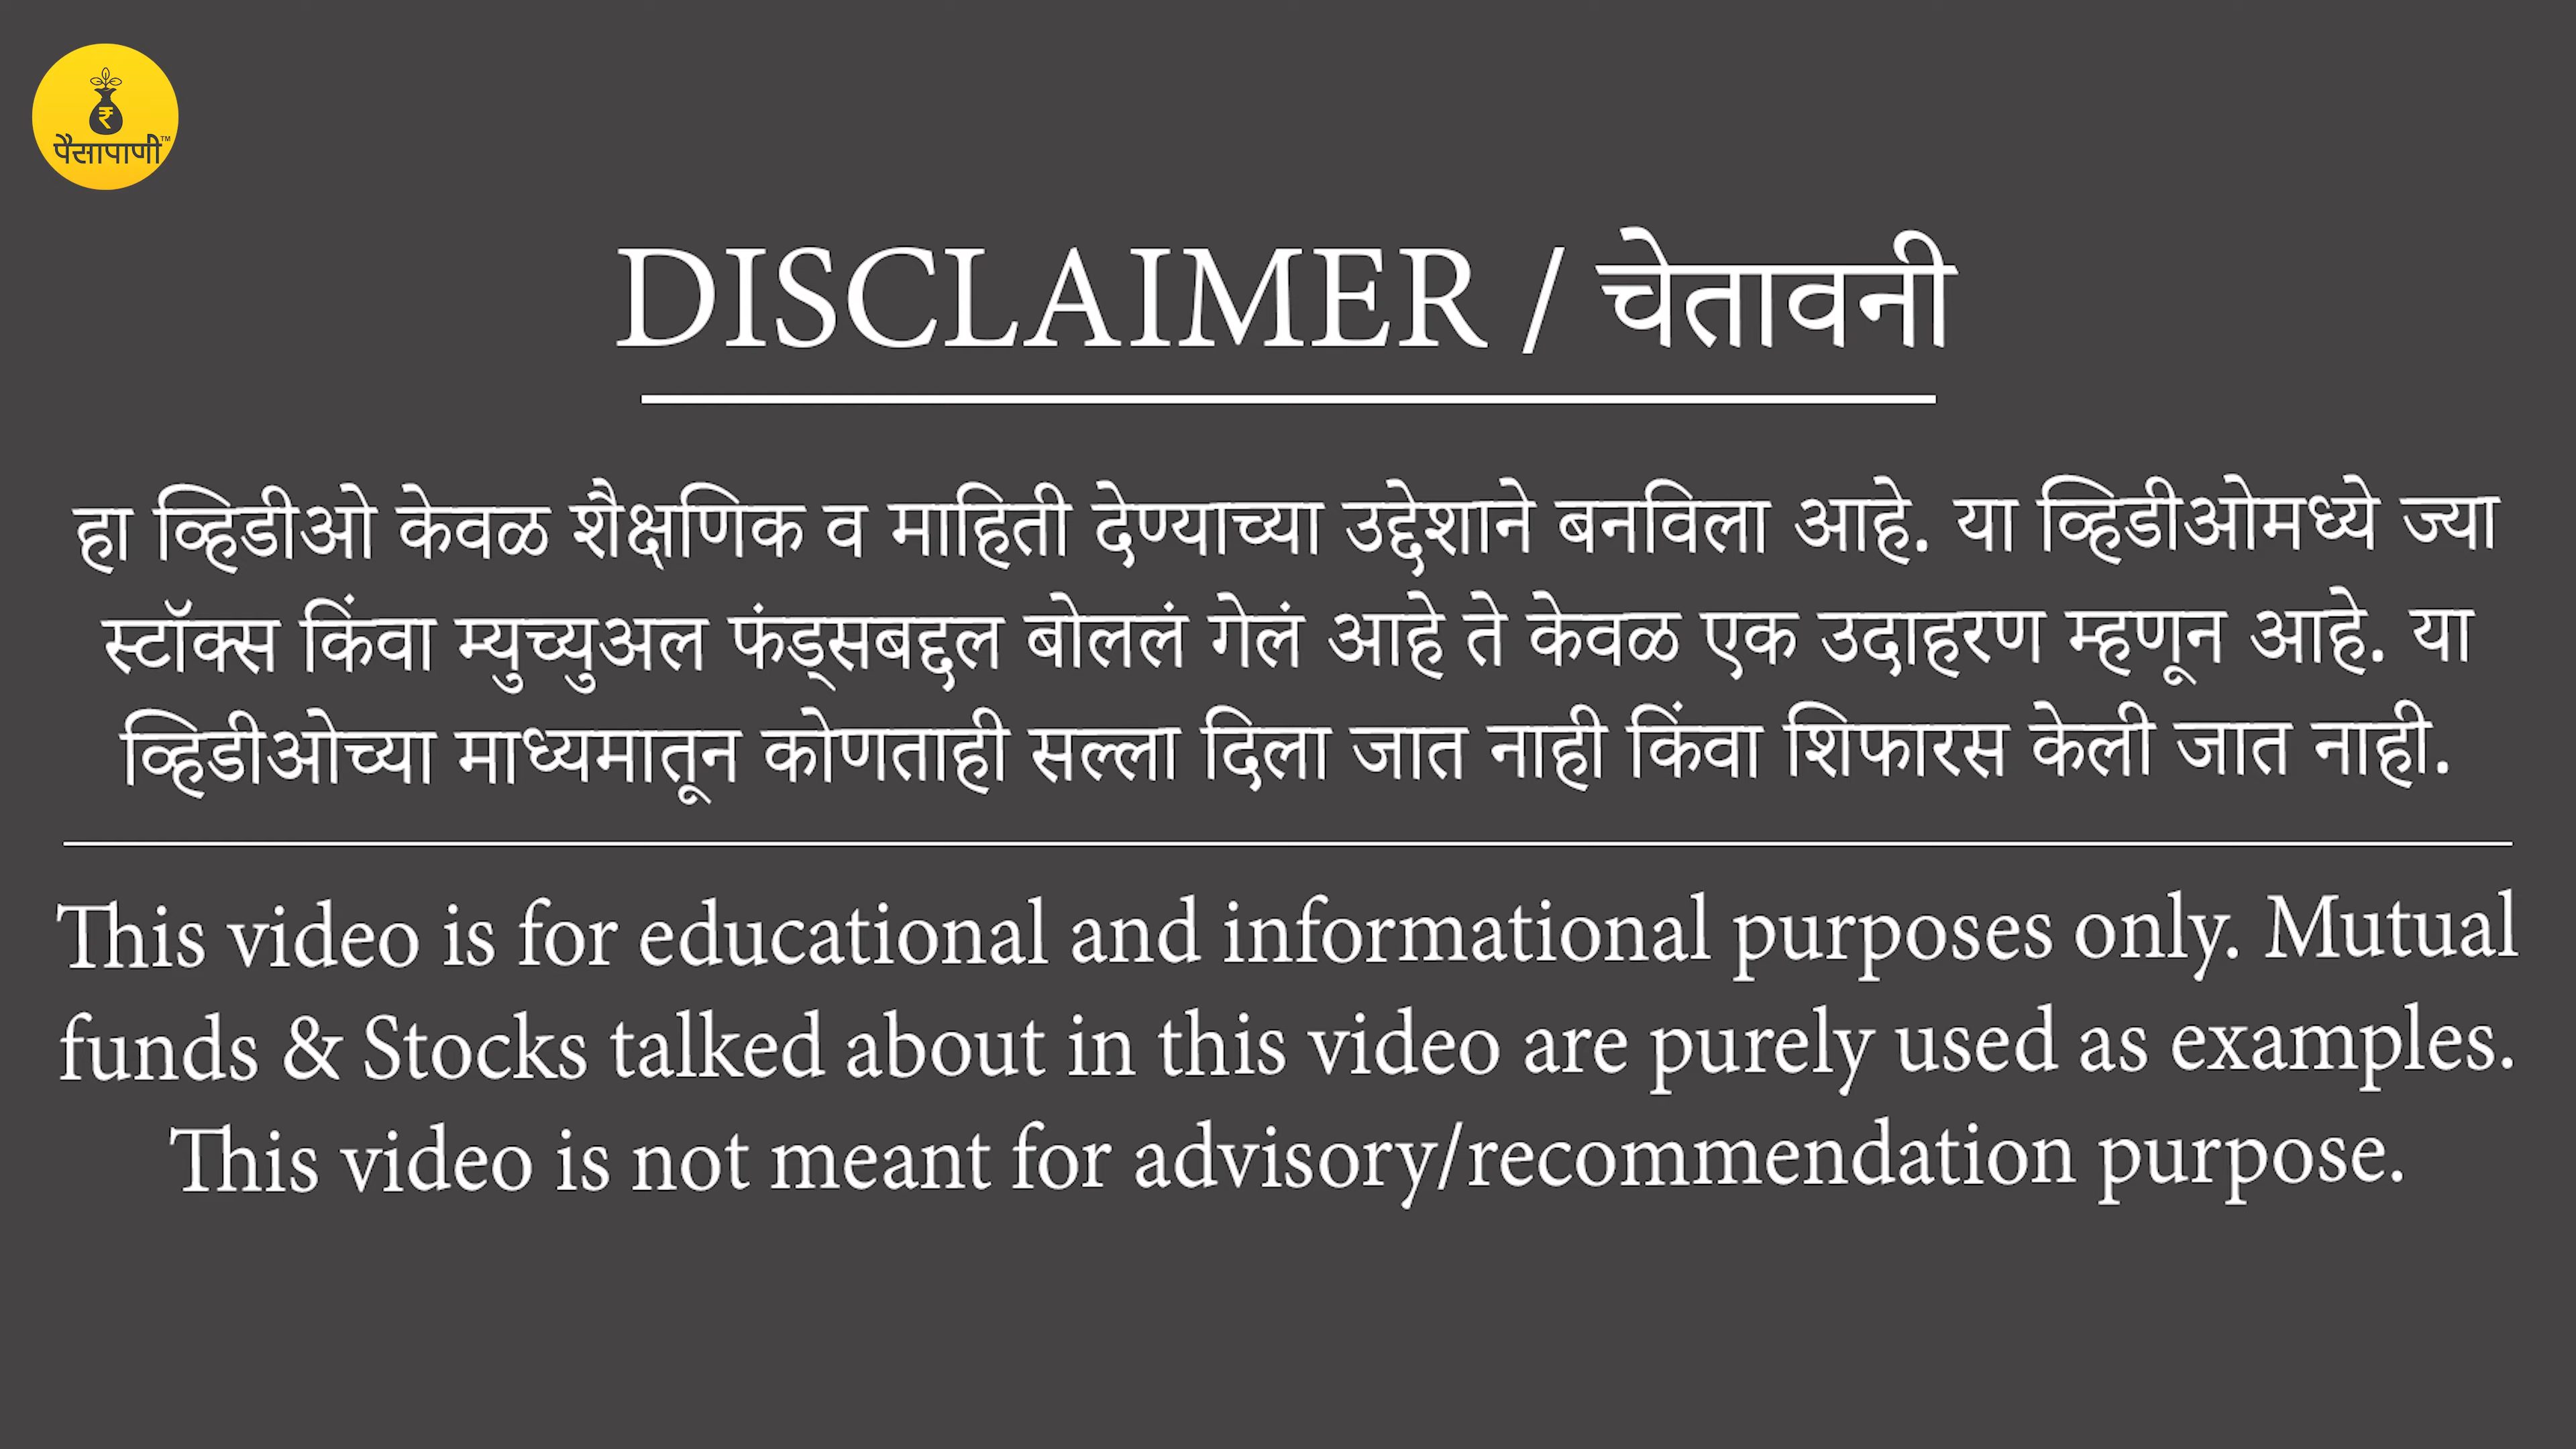 ₹
पैसापाणी™
DISCLAIMER / चेतावनी
हा व्हिडीओ केवळ शैक्षणिक व माहिती देण्याच्या उद्देशाने बनविला आहे. या व्हिडीओमध्ये ज्या
स्टॉक्स किंवा म्युच्युअल फंड्सबद्दल बोललं गेलं आहे ते केवळ एक उदाहरण म्हणून आहे. या
व्हिडीओच्या माध्यमातून कोणताही सल्ला दिला जात नाही किंवा शिफारस केली जात नाही.
This video is for educational and informational purposes only. Mutual
funds & Stocks talked about in this video are purely used as examples.
This video is not meant for advisory/recommendation purpose.